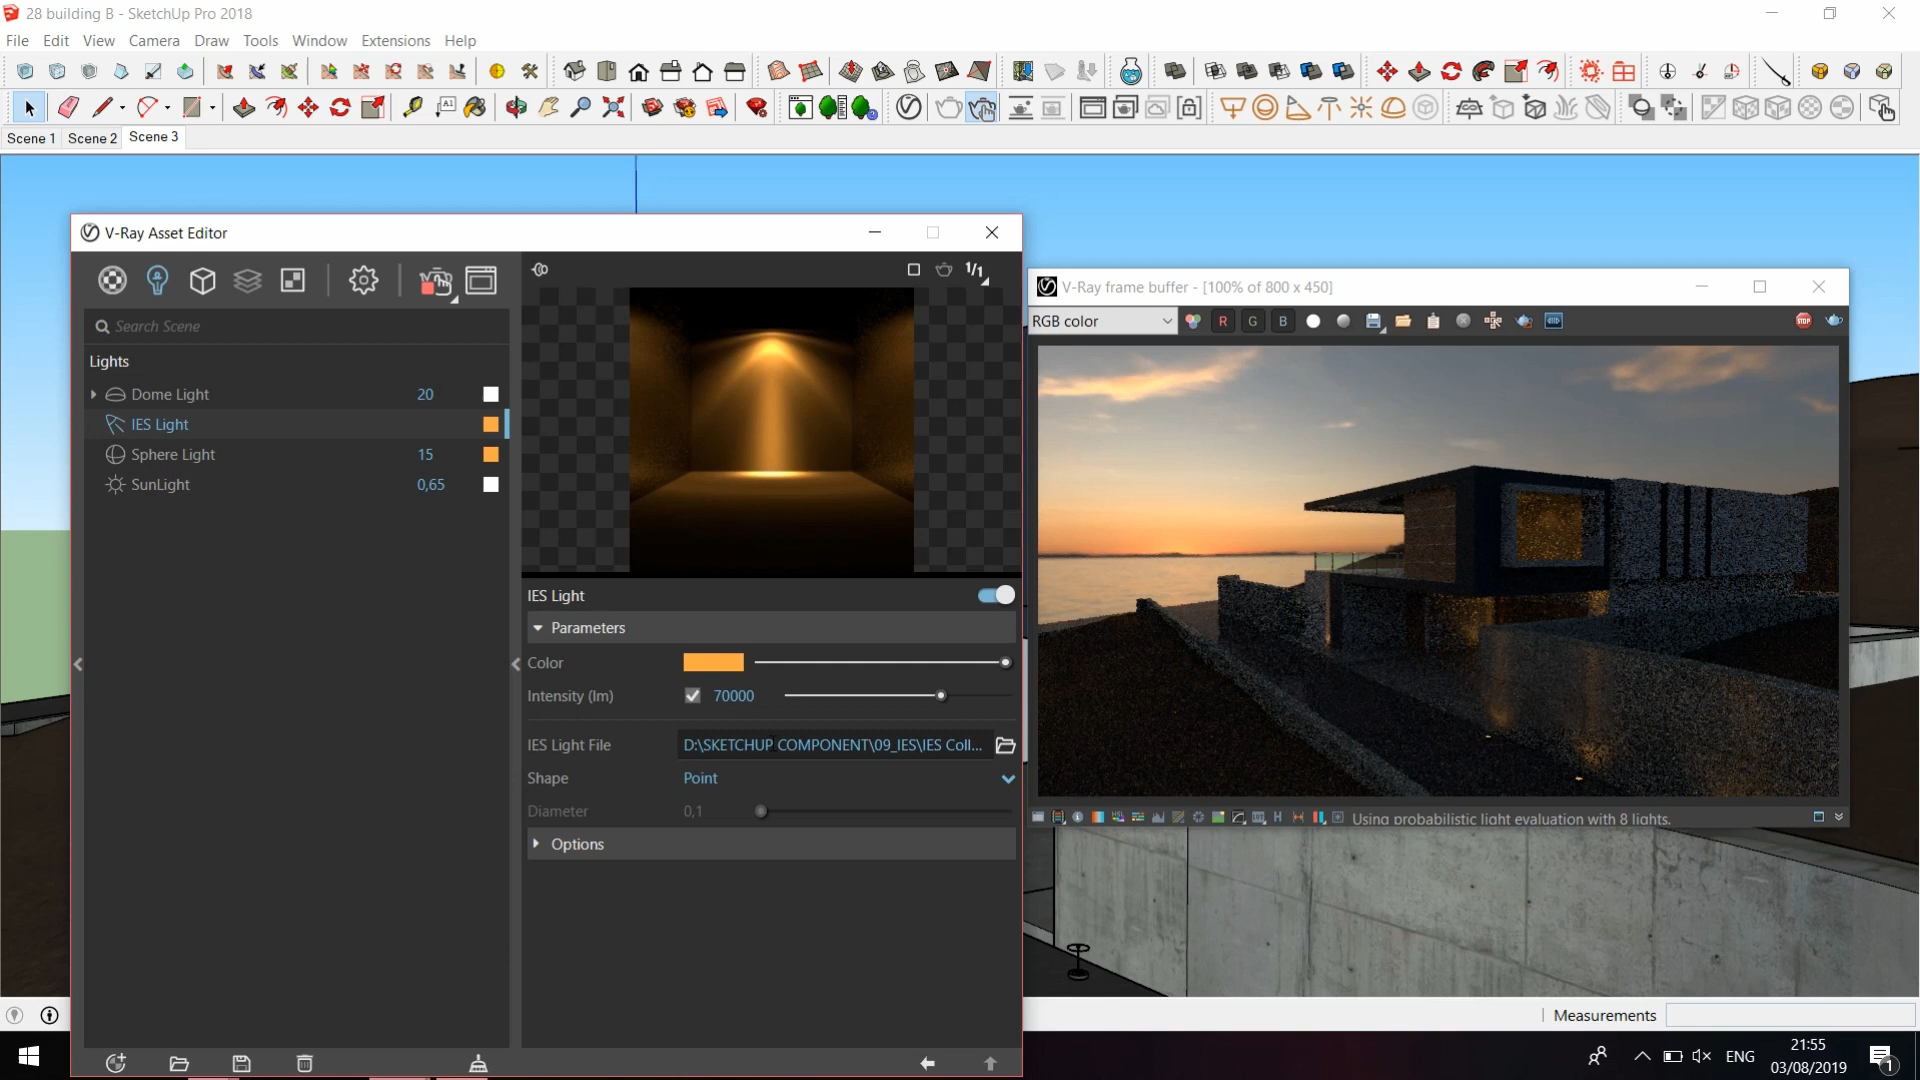 28 building B - SketchUp Pro 2018
File Edit View Camera Draw Tools Window Extensions Help
Scene 1 Scene 2 Scene 3
V-Ray Asset Editor
1/1
Search Scene
Lights
Dome Light 20
IES Light
Sphere Light 15
SunLight 0,65
IES Light
Parameters
Color
Intensity (lm) 70000
IES Light File D:\SKETCHUP COMPONENT\09_IES\IES Coll...
Shape Point
Diameter 0,1
Options
V-Ray frame buffer - [100% of 800 x 450]
RGB color R G B STOP
H Using probabilistic light evaluation with 8 lights.
Measurements
ENG
21:55
03/08/2019
1